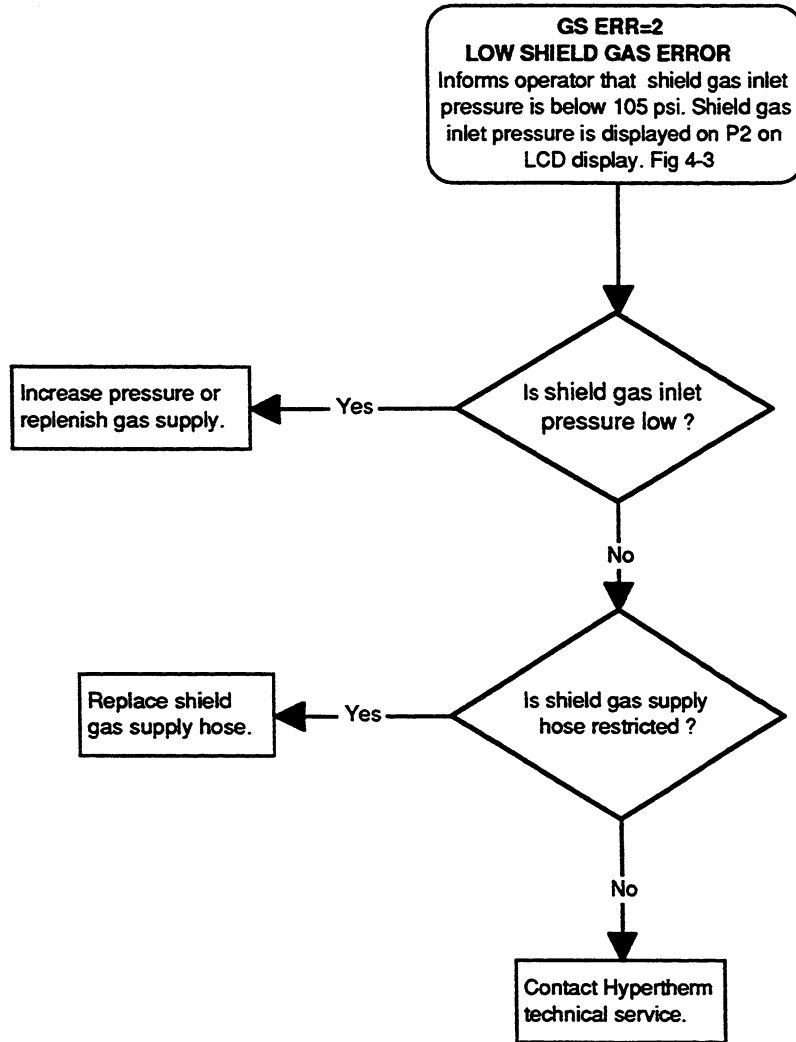 GS ERR=2
LOW SHIELD GAS ERROR
Informs operator that shield gas inlet
pressure is below 105 psi. Shield gas
inlet pressure is displayed on P2 on
LCD display. Fig 4-3
Is shield gas inlet
pressure low ?
Yes
Increase pressure or
replenish gas supply.
No
Is shield gas supply
hose restricted ?
Yes
Replace shield
gas supply hose.
No
Contact Hypertherm
technical service.